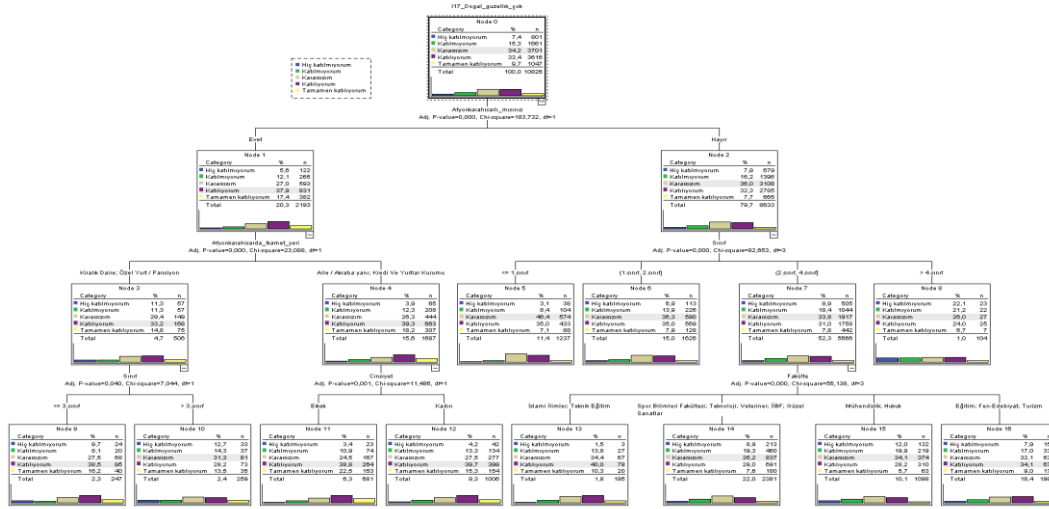 I17_Dogal_guzellik_çok
Node 0
Category % n
Hiç katılmıyorum 7,4 801
Katılmıyorum 15,3 1661
Kararsızım 34,2 3701
Katılıyorum 33,4 3616
Tamamen katılıyorum 9,7 1047
Total 100,0 10826
Hiç katılmıyorum
Katılmıyorum
Kararsızım
Katılıyorum
Tamamen katılıyorum
Afyonkarahisarlı_mısınız
Adj. P-value=0,000, Chi-square=183,732, df=1
Evet
Hayır
Node 1
Category % n
Hiç katılmıyorum 5,6 122
Katılmıyorum 12,1 266
Kararsızım 27,0 593
Katılıyorum 37,9 831
Tamamen katılıyorum 17,4 382
Total 20,3 2193
Node 2
Category % n
Hiç katılmıyorum 7,9 679
Katılmıyorum 16,2 1396
Kararsızım 36,0 3108
Katılıyorum 32,3 2785
Tamamen katılıyorum 7,7 665
Total 79,7 8633
Afyonkarahisarda_ikamet_yeri
Adj. P-value=0,000, Chi-square=23,088, df=1
Sınıf
Adj. P-value=0,000, Chi-square=82,653, df=3
Kiralık Daire; Özel Yurt / Pansiyon
Aile / Akraba yanı; Kredi Ve Yurtlar Kurumu
<= 1.sınıf
(1.sınıf, 2.sınıf]
(2.sınıf, 4.sınıf]
> 4.sınıf
Node 3
Category % n
Hiç katılmıyorum 11,3 57
Katılmıyorum 11,3 57
Kararsızım 29,4 149
Katılıyorum 33,2 168
Tamamen katılıyorum 14,8 75
Total 4,7 506
Node 4
Category % n
Hiç katılmıyorum 3,9 65
Katılmıyorum 12,3 208
Kararsızım 26,3 444
Katılıyorum 39,3 663
Tamamen katılıyorum 18,2 307
Total 15,6 1687
Node 5
Category % n
Hiç katılmıyorum 3,1 38
Katılmıyorum 8,4 104
Kararsızım 46,4 574
Katılıyorum 35,0 433
Tamamen katılıyorum 7,1 88
Total 11,4 1237
Node 6
Category % n
Hiç katılmıyorum 6,9 113
Katılmıyorum 13,9 226
Kararsızım 36,3 590
Katılıyorum 35,0 569
Tamamen katılıyorum 7,9 128
Total 15,0 1626
Node 7
Category % n
Hiç katılmıyorum 8,9 505
Katılmıyorum 18,4 1044
Kararsızım 33,8 1917
Katılıyorum 31,0 1758
Tamamen katılıyorum 7,8 442
Total 52,3 5666
Node 8
Category % n
Hiç katılmıyorum 22,1 23
Katılmıyorum 21,2 22
Kararsızım 26,0 27
Katılıyorum 24,0 25
Tamamen katılıyorum 6,7 7
Total 1,0 104
Sınıf
Adj. P-value=0,040, Chi-square=7,044, df=1
Cinsiyet
Adj. P-value=0,001, Chi-square=11,486, df=1
Fakülte
Adj. P-value=0,000, Chi-square=56,138, df=3
<= 3.sınıf
> 3.sınıf
Erkek
Kadın
İslami İlimler; Teknik Eğitim
Spor Bilimleri Fakültesi; Teknoloji; Veteriner; İİBF; Güzel
Sanatlar
Mühendislik; Hukuk
Eğitim; Fen-Edebiyat; Turizm
Node 9
Category % n
Hiç katılmıyorum 9,7 24
Katılmıyorum 8,1 20
Kararsızım 27,5 68
Katılıyorum 38,5 95
Tamamen katılıyorum 16,2 40
Total 2,3 247
Node 10
Category % n
Hiç katılmıyorum 12,7 33
Katılmıyorum 14,3 37
Kararsızım 31,3 81
Katılıyorum 28,2 73
Tamamen katılıyorum 13,5 35
Total 2,4 259
Node 11
Category % n
Hiç katılmıyorum 3,4 23
Katılmıyorum 10,9 74
Kararsızım 24,5 167
Katılıyorum 38,8 264
Tamamen katılıyorum 22,5 153
Total 6,3 681
Node 12
Category % n
Hiç katılmıyorum 4,2 42
Katılmıyorum 13,3 134
Kararsızım 27,5 277
Katılıyorum 39,7 399
Tamamen katılıyorum 15,3 154
Total 9,3 1006
Node 13
Category % n
Hiç katılmıyorum 1,5 3
Katılmıyorum 13,8 27
Kararsızım 34,4 67
Katılıyorum 40,0 78
Tamamen katılıyorum 10,3 20
Total 1,8 195
Node 14
Category % n
Hiç katılmıyorum 8,9 213
Katılmıyorum 19,3 460
Kararsızım 35,2 837
Katılıyorum 29,0 691
Tamamen katılıyorum 7,6 180
Total 22,0 2381
Node 15
Category % n
Hiç katılmıyorum 12,0 132
Katılmıyorum 19,9 219
Kararsızım 34,1 374
Katılıyorum 28,2 310
Tamamen katılıyorum 5,7 63
Total 10,1 1098
Node 16
Category %
Hiç katılmıyorum 7,9
Katılmıyorum 17,0
Kararsızım 32,1
Katılıyorum 34,1
Tamamen katılıyorum 9,0
Total 18,4